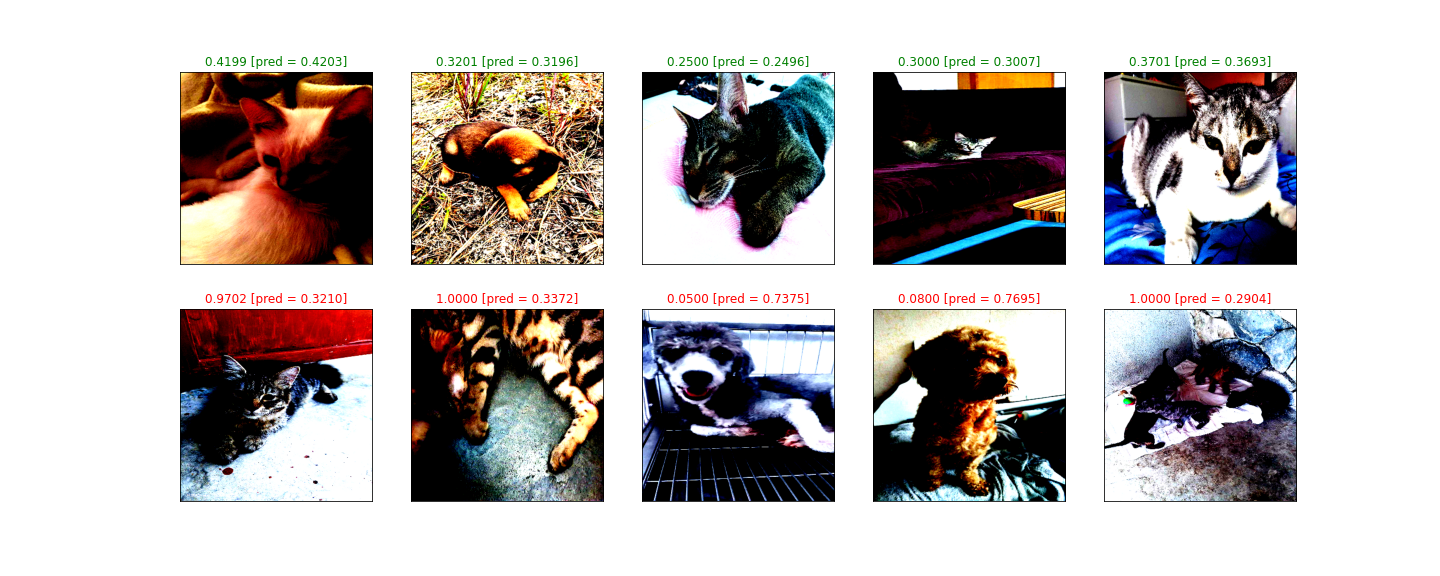 0.4199 [pred = 0.4203]
0.3201 [pred = 0.3196]
0.2500 [pred = 0.2496]
0.3000 [pred = 0.3007]
0.3701 [pred = 0.3693]
0.9702 [pred = 0.3210]
1.0000 [pred = 0.3372]
0.0500 [pred = 0.7375]
0.0800 [pred = 0.7695]
1.0000 [pred = 0.2904]